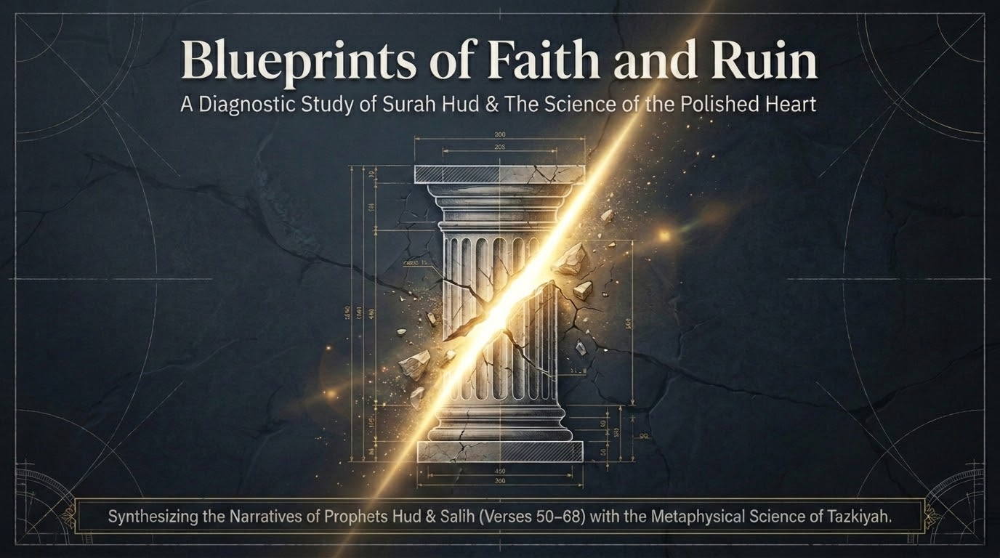 Blueprints of Faith and Ruin
A Diagnostic Study of Surah Hud & The Science of the Polished Heart
200
205
450
200
Synthesizing the Narratives of Prophets Hud & Salih (Verses 50–68) with the Metaphysical Science of Tazkiyah.